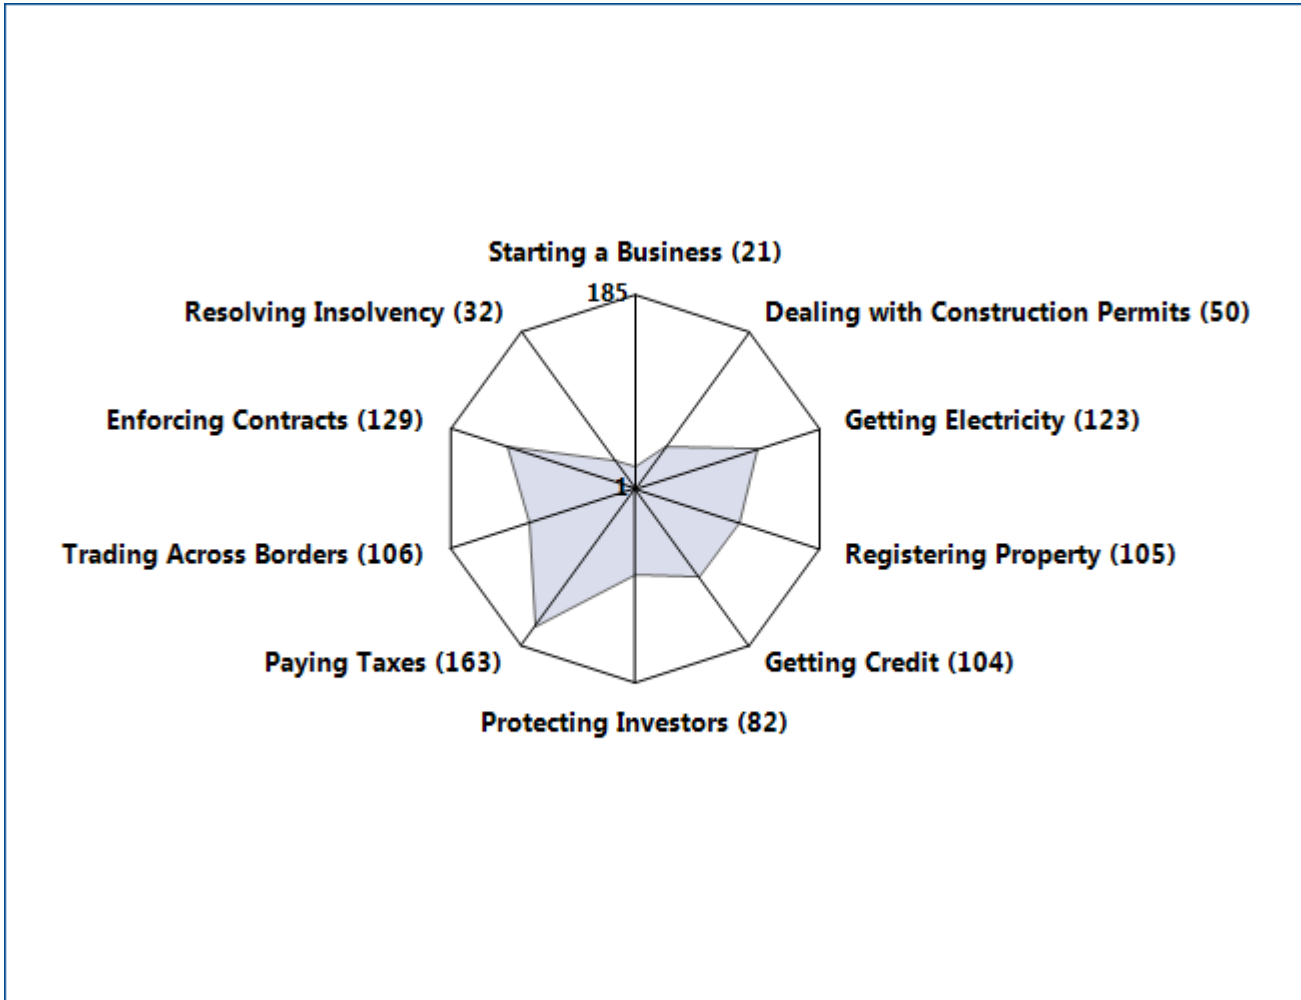 Starting a Business (21)
185
Resolving Insolvency (32)
Dealing with Construction Permits (50)
Enforcing Contracts (129)
Getting Electricity (123)
1
Trading Across Borders (106)
Registering Property (105)
Paying Taxes (163)
Getting Credit (104)
Protecting Investors (82)